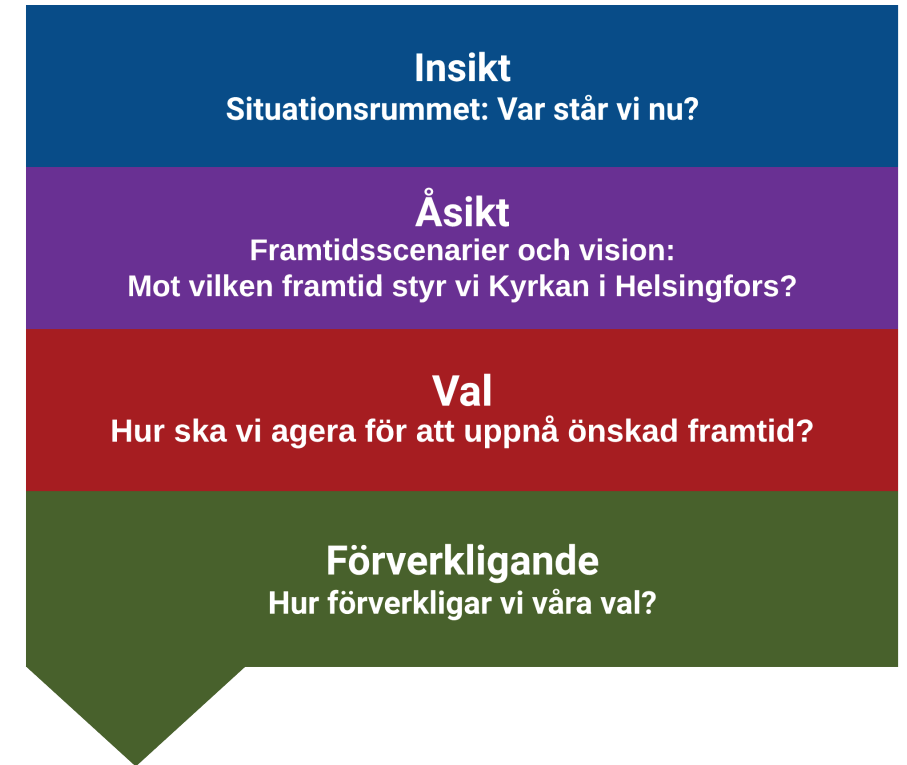 Insikt
Situationsrummet: Var står vi nu?
Åsikt
Framtidsscenarier och vision:
Mot vilken framtid styr vi Kyrkan i Helsingfors?
Val
Hur ska vi agera för att uppnå önskad framtid?
Förverkligande
Hur förverkligar vi våra val?